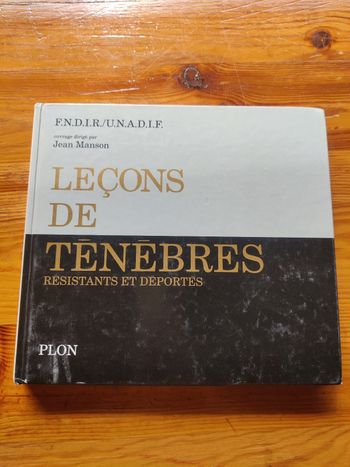 F.N.D.I.R./U.N.A.D.I.F.
ouvrage dirigé par
Jean Manson
LEÇONS
DE
TÉNÈBRES
RÉSISTANTS ET DÉPORTÉS
PLON